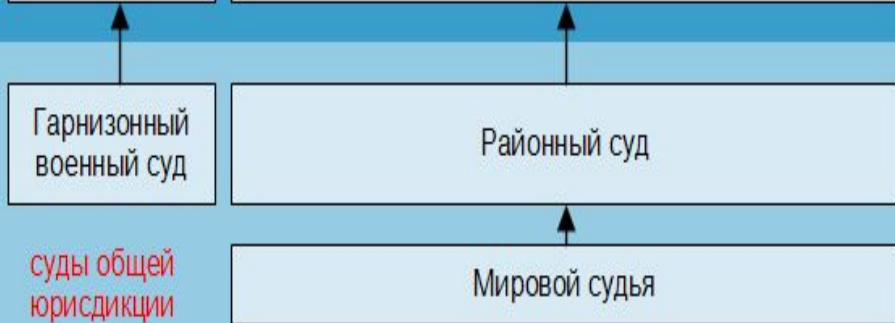 Гарнизонный
военный суд
Районный суд
суды общей
юрисдикции
Мировой судья